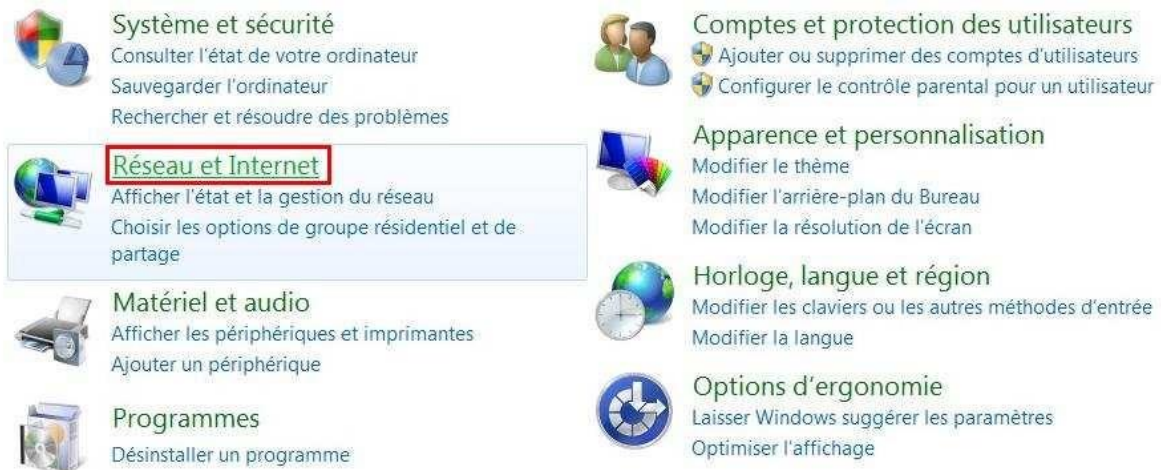 Système et sécurité
Consulter l'état de votre ordinateur
Sauvegarder l'ordinateur
Rechercher et résoudre des problèmes
Réseau et Internet
Afficher l'état et la gestion du réseau
Choisir les options de groupe résidentiel et de
partage
Matériel et audio
Afficher les périphériques et imprimantes
Ajouter un périphérique
Programmes
Désinstaller un programme
Comptes et protection des utilisateurs
Ajouter ou supprimer des comptes d'utilisateurs
Configurer le contrôle parental pour un utilisateur
Apparence et personnalisation
Modifier le thème
Modifier l'arrière-plan du Bureau
Modifier la résolution de l'écran
Horloge, langue et région
Modifier les claviers ou les autres méthodes d'entrée
Modifier la langue
Options d'ergonomie
Laisser Windows suggérer les paramètres
Optimiser l'affichage